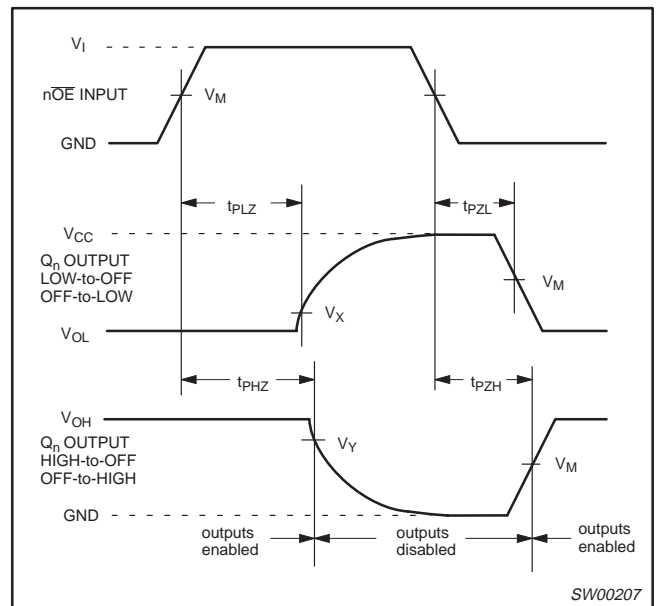 VI
nOE INPUT
VM
GND
tPLZ
tPZL
VCC
Qn OUTPUT
LOW-to-OFF
OFF-to-LOW
VM
VX
VOL
tPHZ
tPZH
VOH
Qn OUTPUT
HIGH-to-OFF
OFF-to-HIGH
VY
VM
GND
outputs
enabled
outputs
disabled
outputs
enabled
SW00207